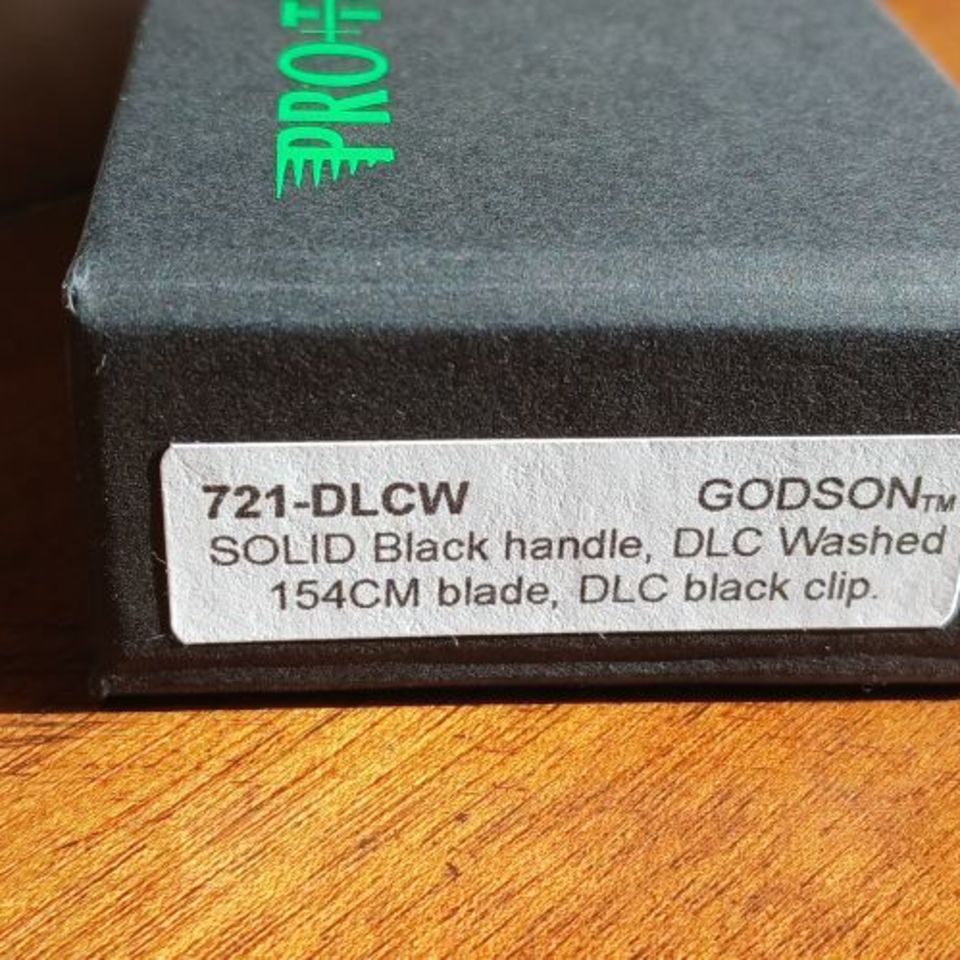 PRO-T
721-DLCW GODSON™
SOLID Black handle, DLC Washed
154CM blade, DLC black clip.